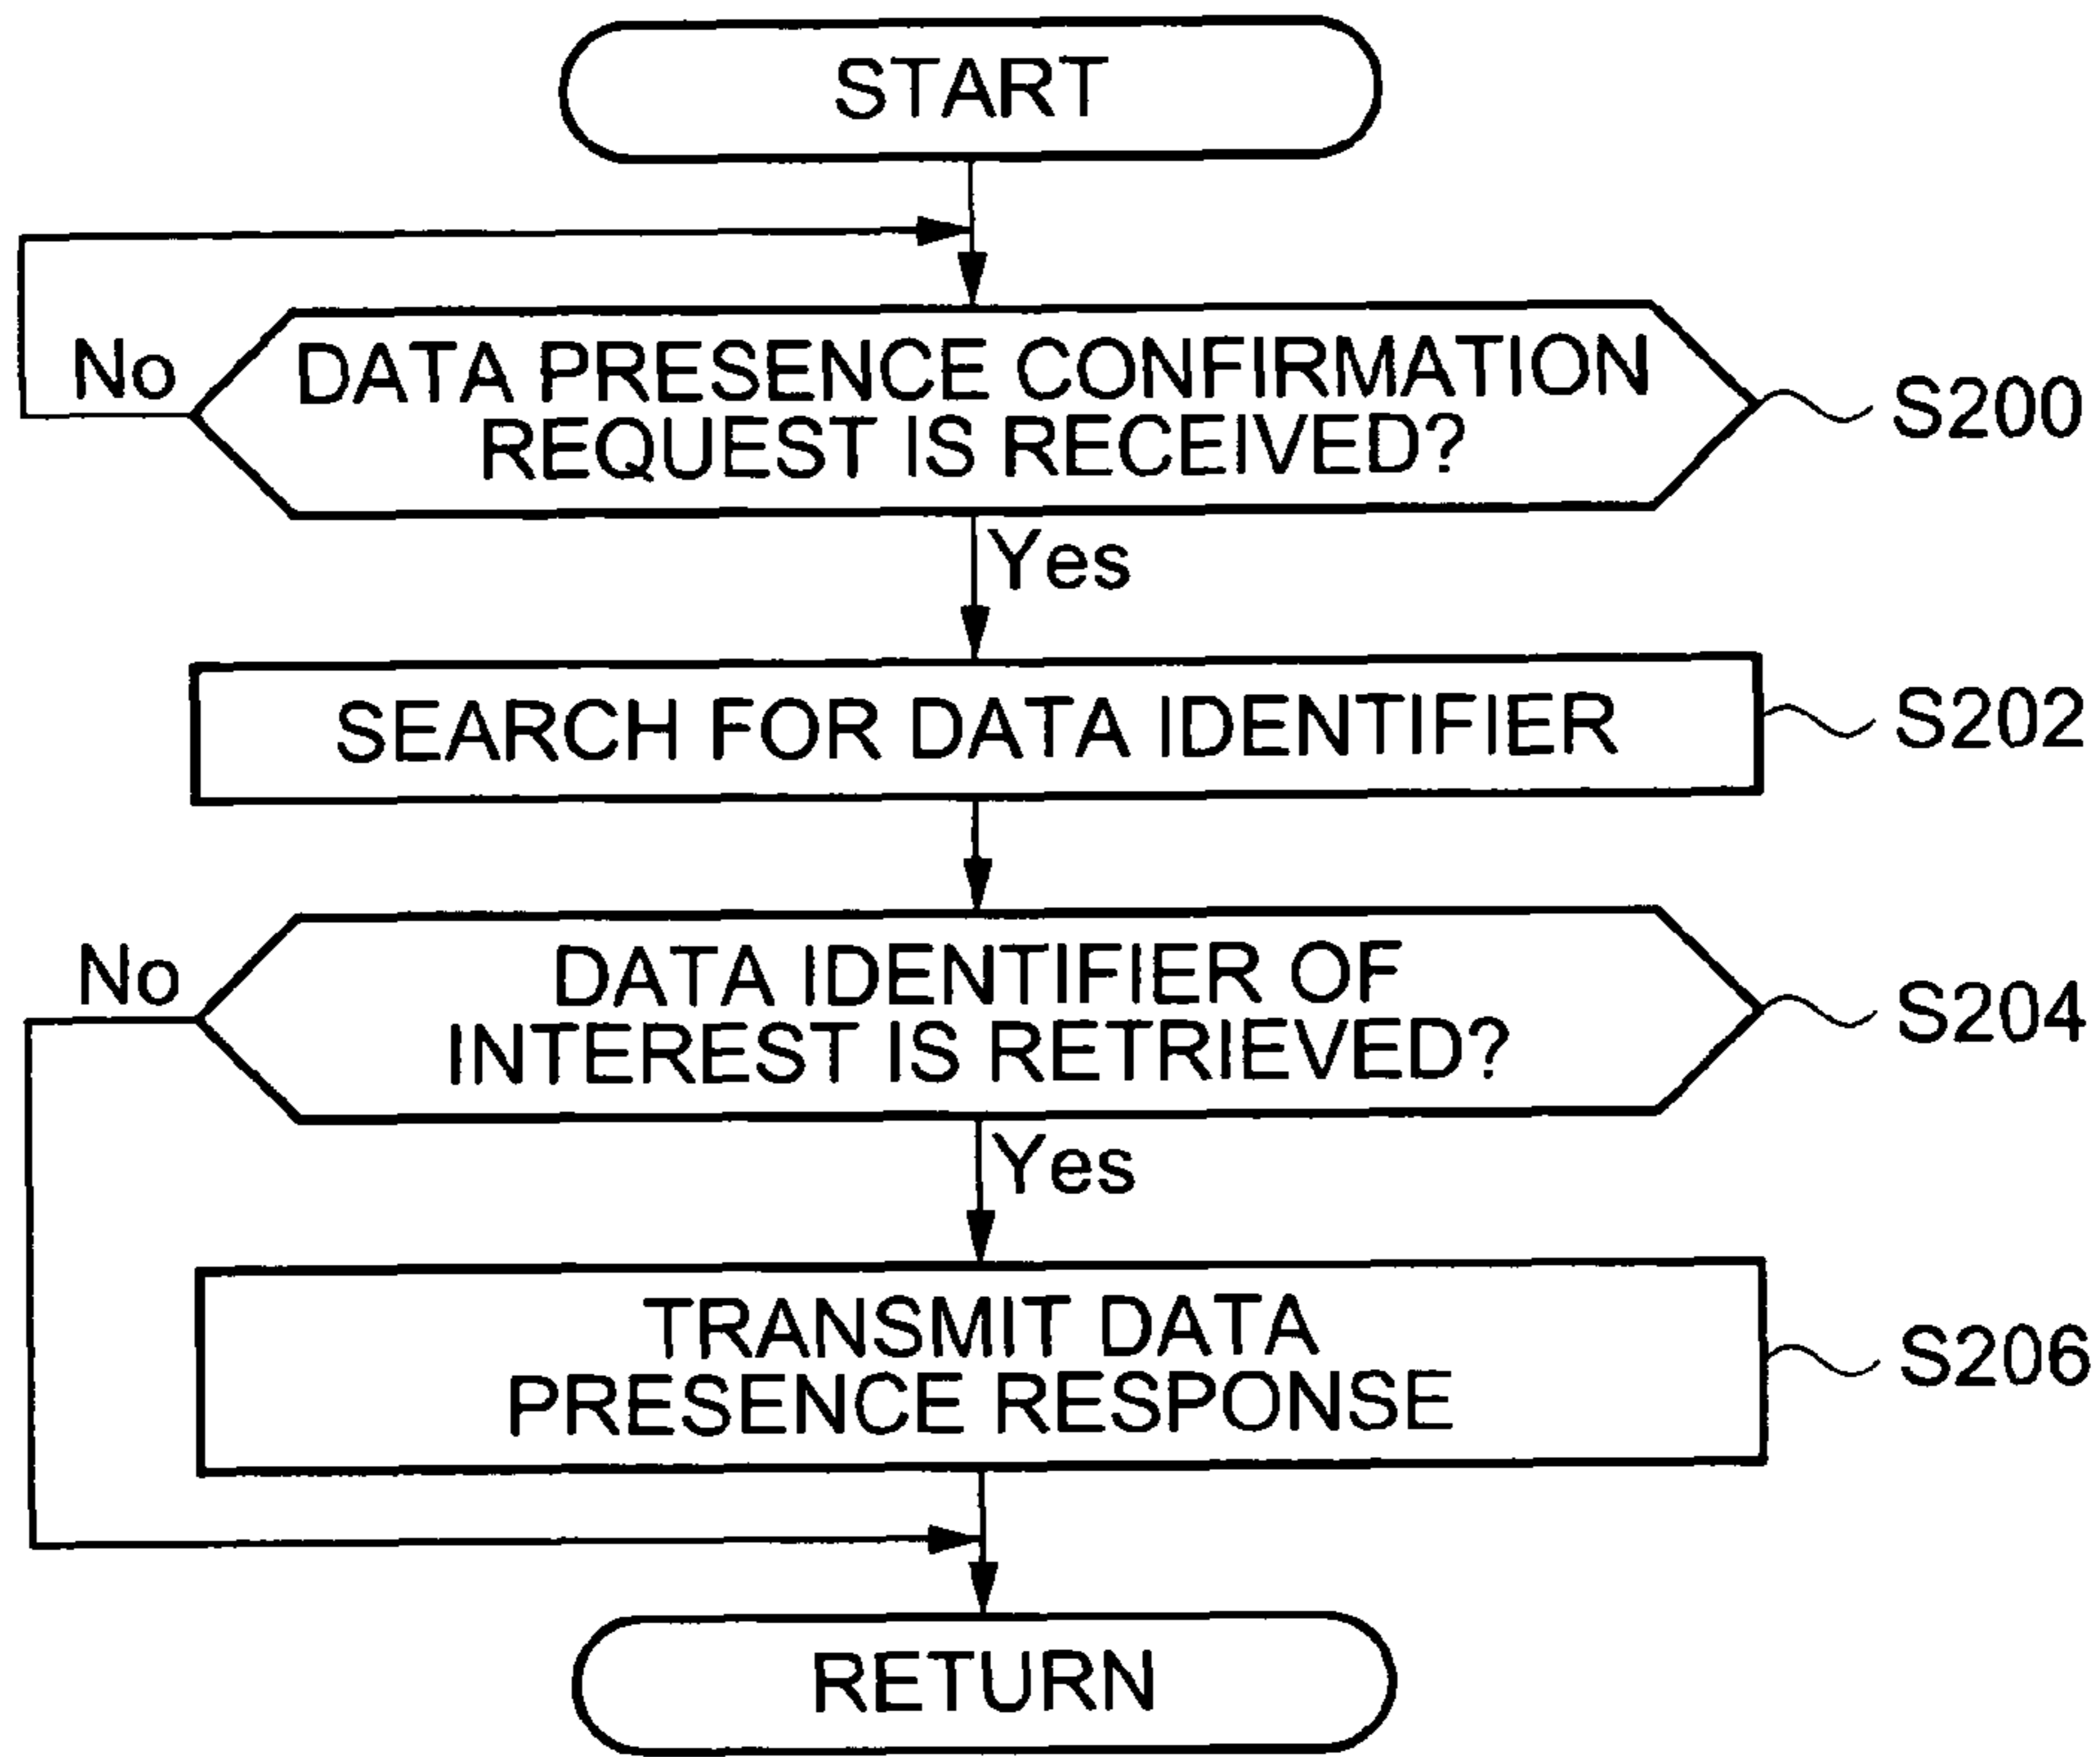 START
No
DATA PRESENCE CONFIRMATION
REQUEST IS RECEIVED?
S200
Yes
SEARCH FOR DATA IDENTIFIER
S202
No
DATA IDENTIFIER OF
INTEREST IS RETRIEVED?
S204
Yes
TRANSMIT DATA
PRESENCE RESPONSE
S206
RETURN